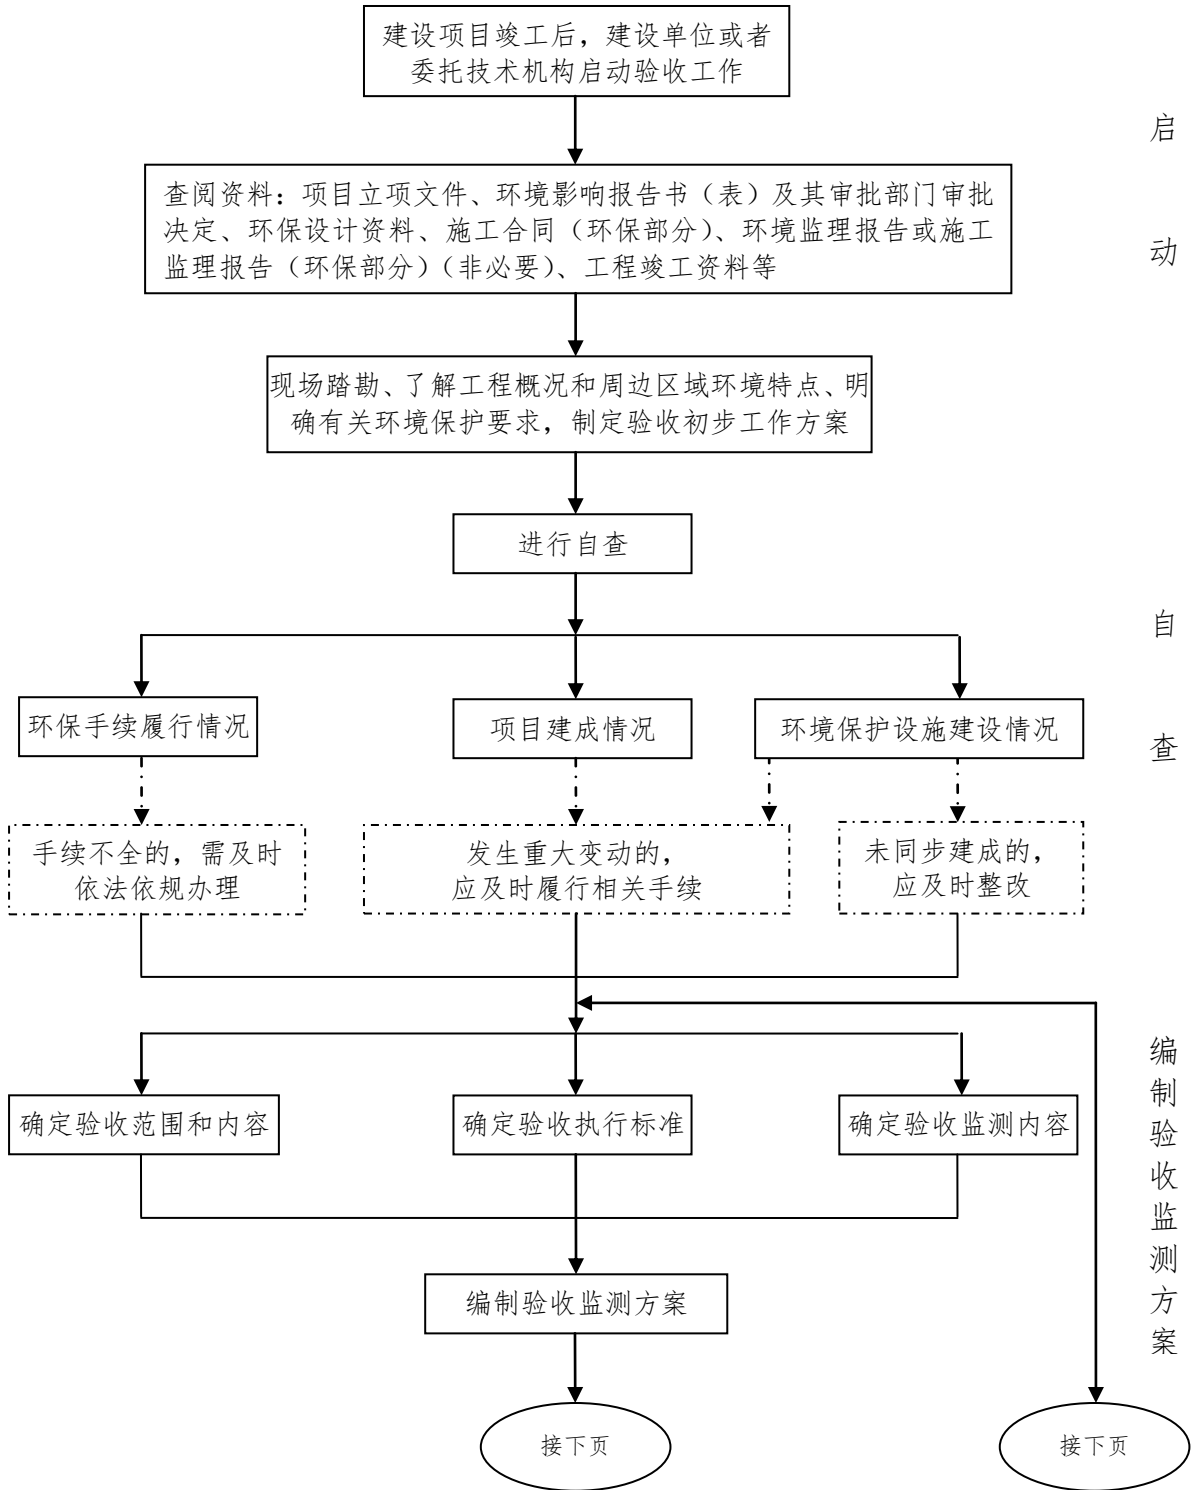 建设项目竣工后，建设单位或者
委托技术机构启动验收工作
启
动
查阅资料：项目立项文件、环境影响报告书（表）及其审批部门审批
决定、环保设计资料、施工合同（环保部分）、环境监理报告或施工
监理报告（环保部分）（非必要）、工程竣工资料等
现场踏勘、了解工程概况和周边区域环境特点、明
确有关环境保护要求，制定验收初步工作方案
进行自查
自
查
环保手续履行情况
项目建成情况
环境保护设施建设情况
手续不全的，需及时
依法依规办理
发生重大变动的，
应及时履行相关手续
未同步建成的，
应及时整改
编
制
验
收
监
测
方
案
确定验收范围和内容
确定验收执行标准
确定验收监测内容
编制验收监测方案
接下页
接下页